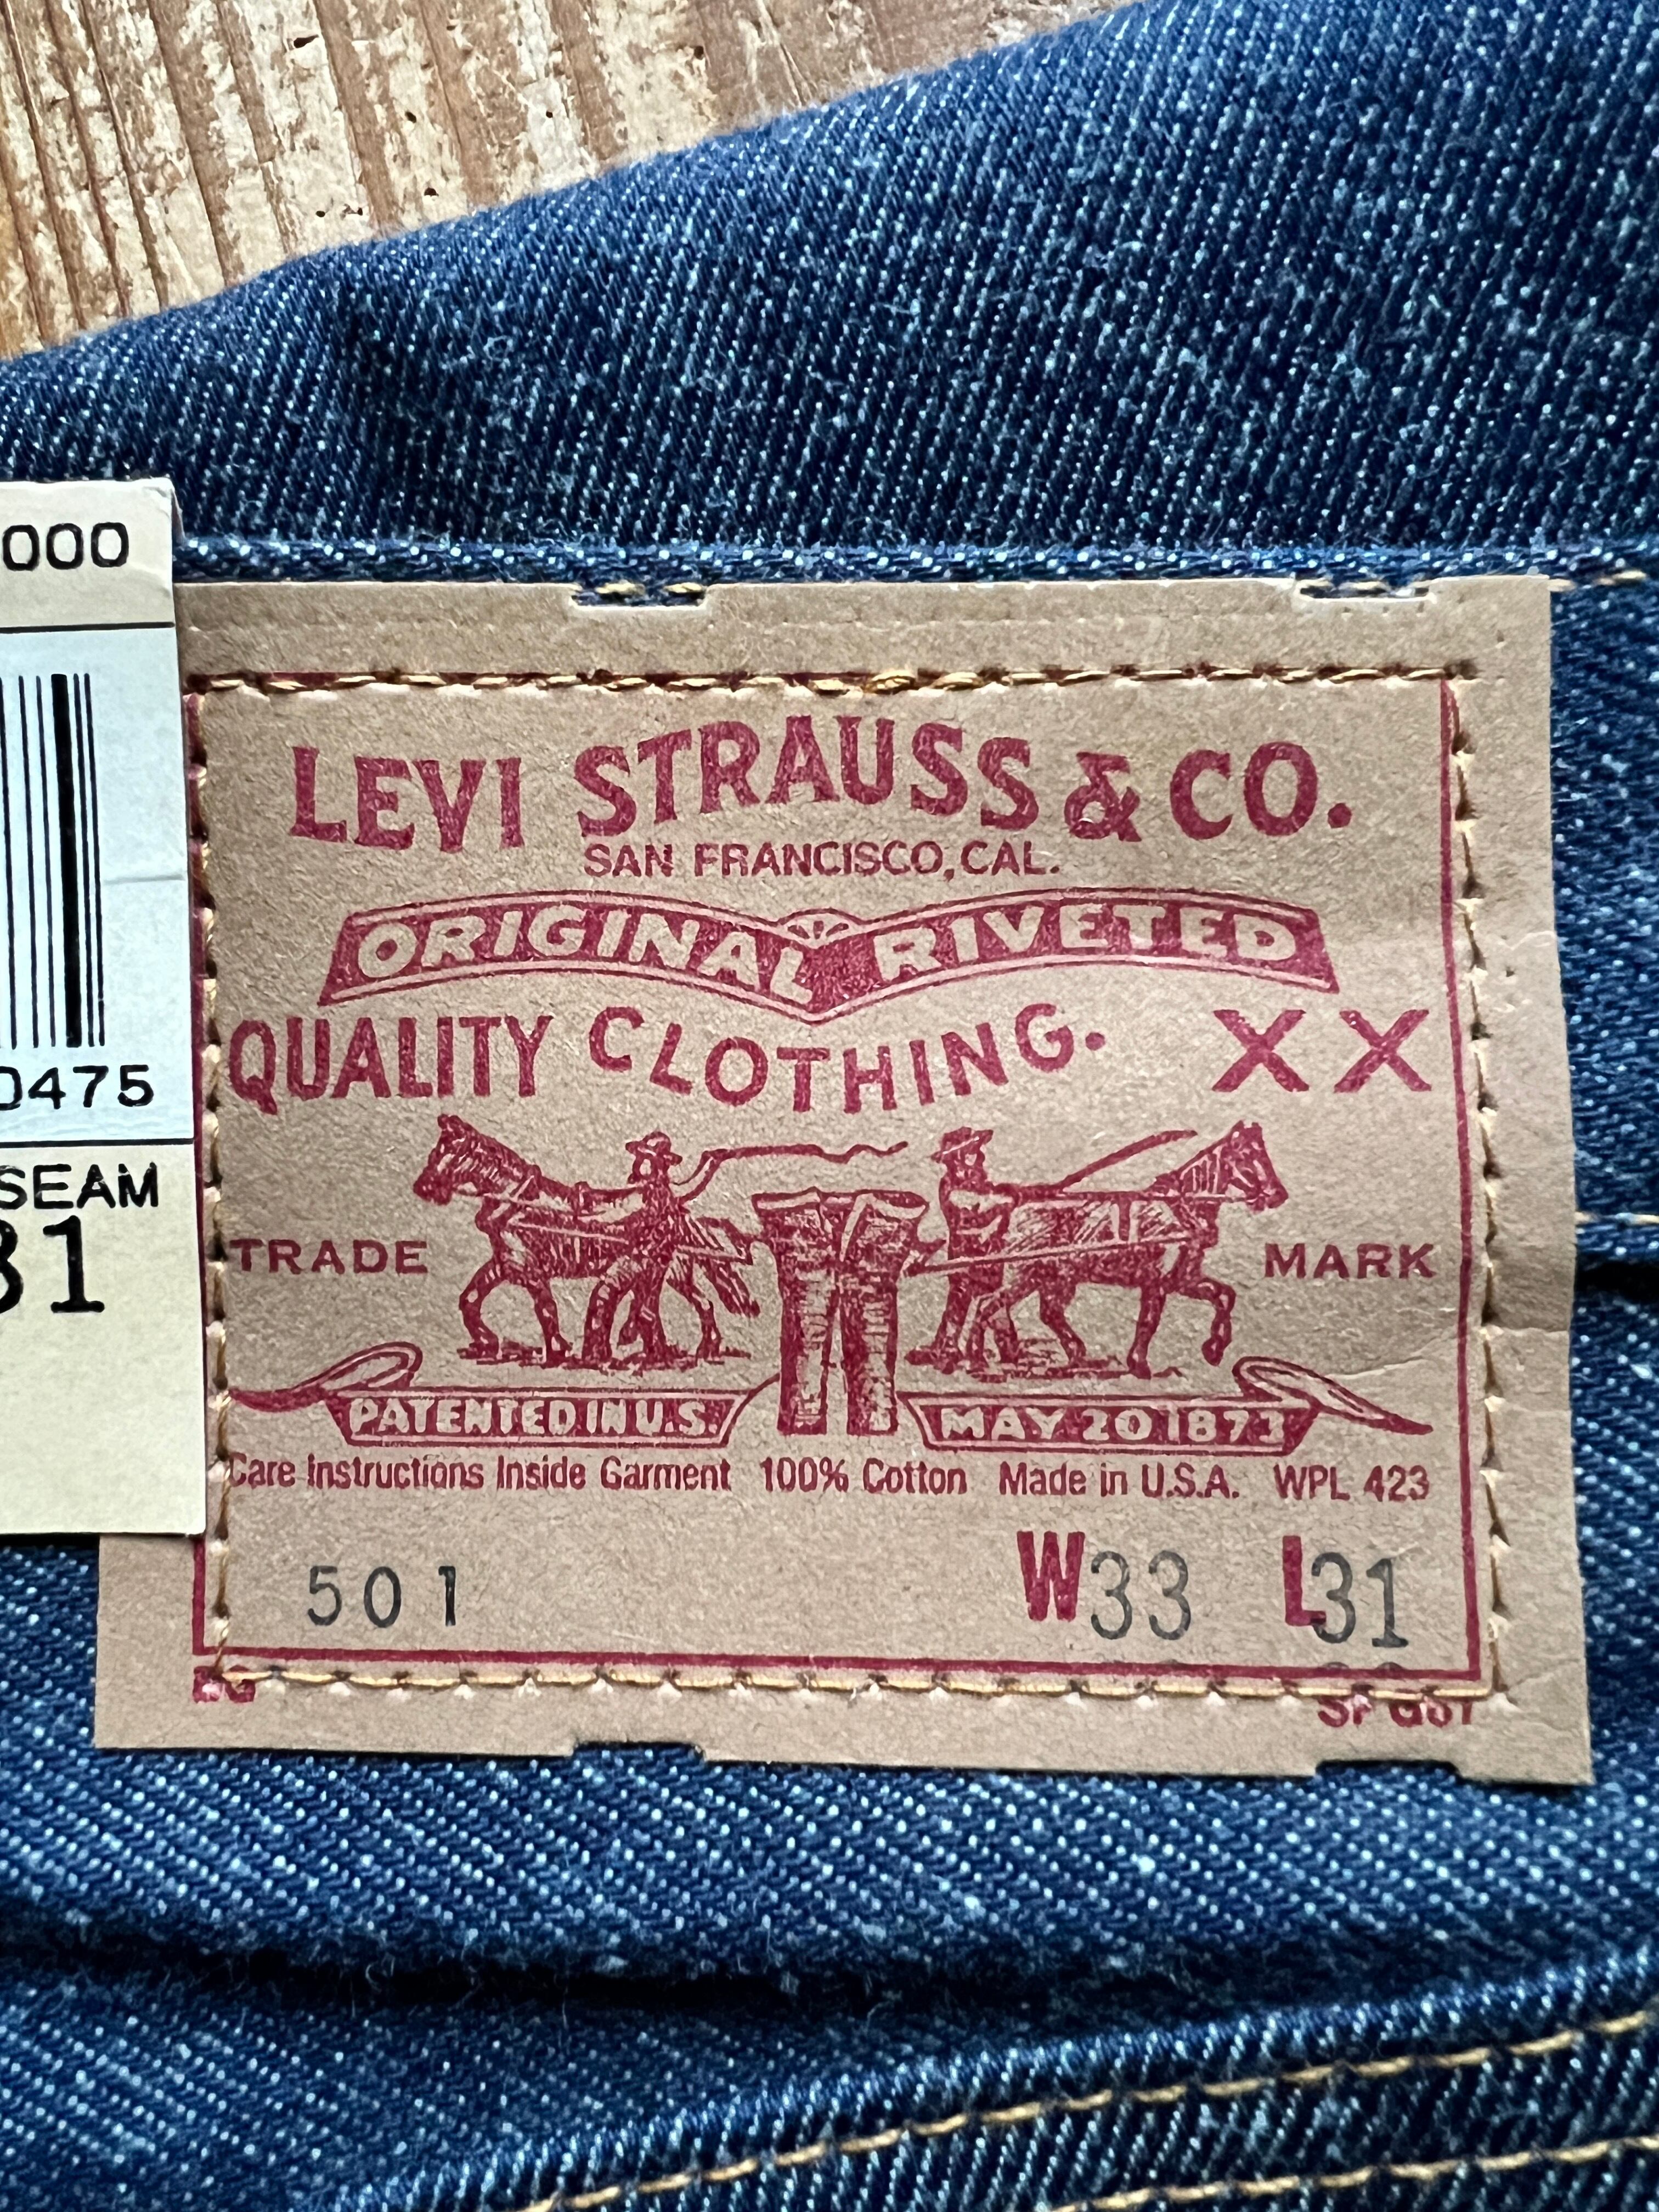 000
0475
SEAM
31
LEVI STRAUSS & CO.
SAN FRANCISCO, CAL.
ORIGINAL RIVETED
QUALITY CLOTHING. XX
TRADE MARK
PATENTED IN U.S. MAY 20 1873
Care Instructions Inside Garment 100% Cotton Made in U.S.A. WPL 423
501 W33 L31